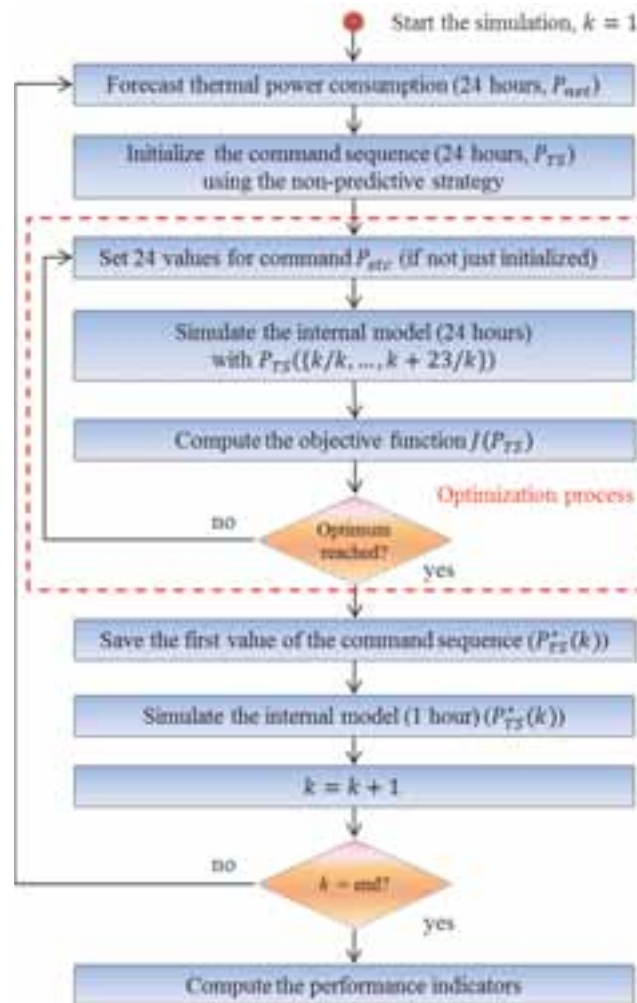 Start the simulation, k = 1
Forecast thermal power consumption (24 hours, P_net)
Initialize the command sequence (24 hours, P_TS)
using the non-predictive strategy
Set 24 values for command P_stc (if not just initialized)
Simulate the internal model (24 hours)
with P_TS({k/k, ..., k + 23/k})
Compute the objective function J(P_TS)
Optimization process
no
Optimum
reached?
yes
Save the first value of the command sequence (P*_TS(k))
Simulate the internal model (1 hour) (P*_TS(k))
k = k + 1
no
k = end?
yes
Compute the performance indicators